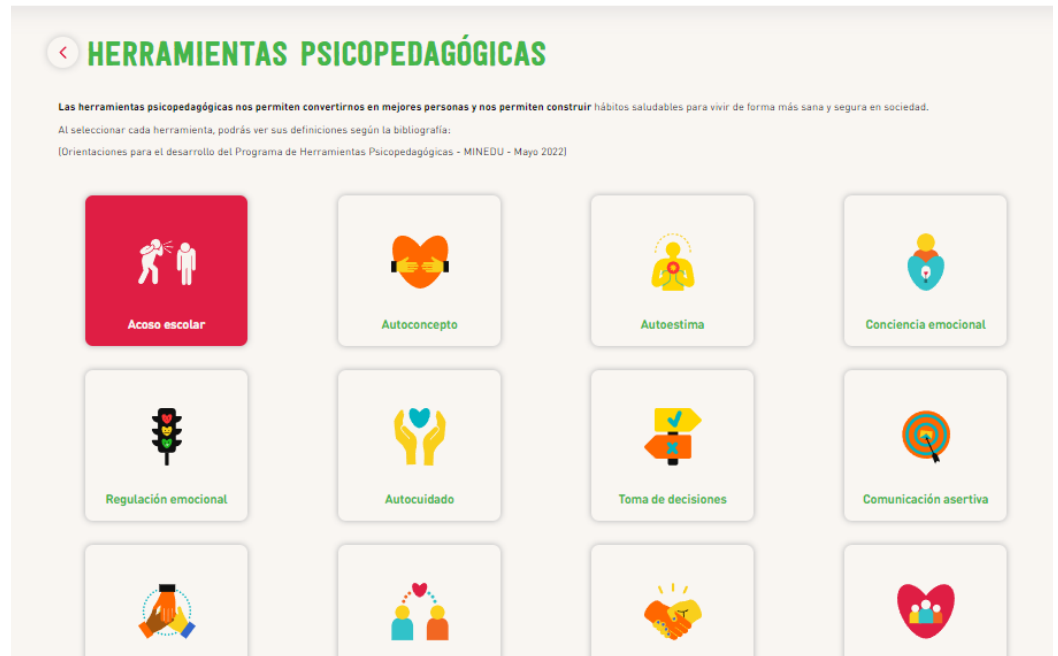 HERRAMIENTAS PSICOPEDAGÓGICAS
Las herramientas psicopedagógicas nos permiten convertirnos en mejores personas y nos permiten construir hábitos saludables para vivir de forma más sana y segura en sociedad.
Al seleccionar cada herramienta, podrás ver sus definiciones según la bibliografía:
(Orientaciones para el desarrollo del Programa de Herramientas Psicopedagógicas - MINEDU - Mayo 2022)
Acoso escolar
Autoconcepto
Autoestima
Conciencia emocional
Regulación emocional
Autocuidado
Toma de decisiones
Comunicación asertiva